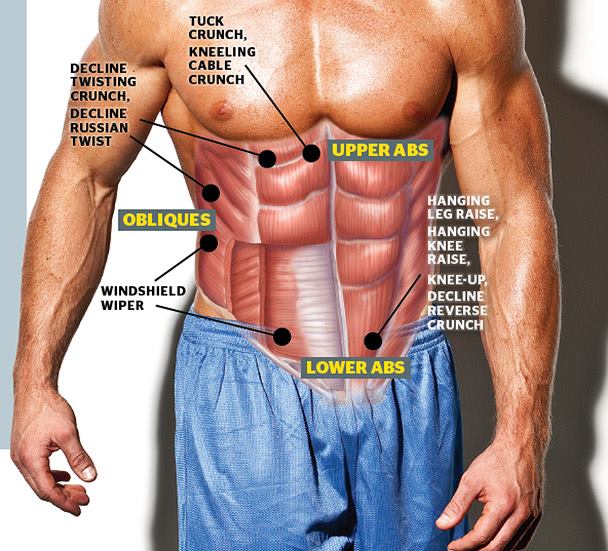 TUCK
CRUNCH,
KNEELING
CABLE
CRUNCH
DECLINE
TWISTING
CRUNCH,
DECLINE
RUSSIAN
TWIST
UPPER ABS
OBLIQUES
HANGING
LEG RAISE,
HANGING
KNEE
RAISE,
KNEE-UP,
DECLINE
REVERSE
CRUNCH
WINDSHIELD
WIPER
LOWER ABS